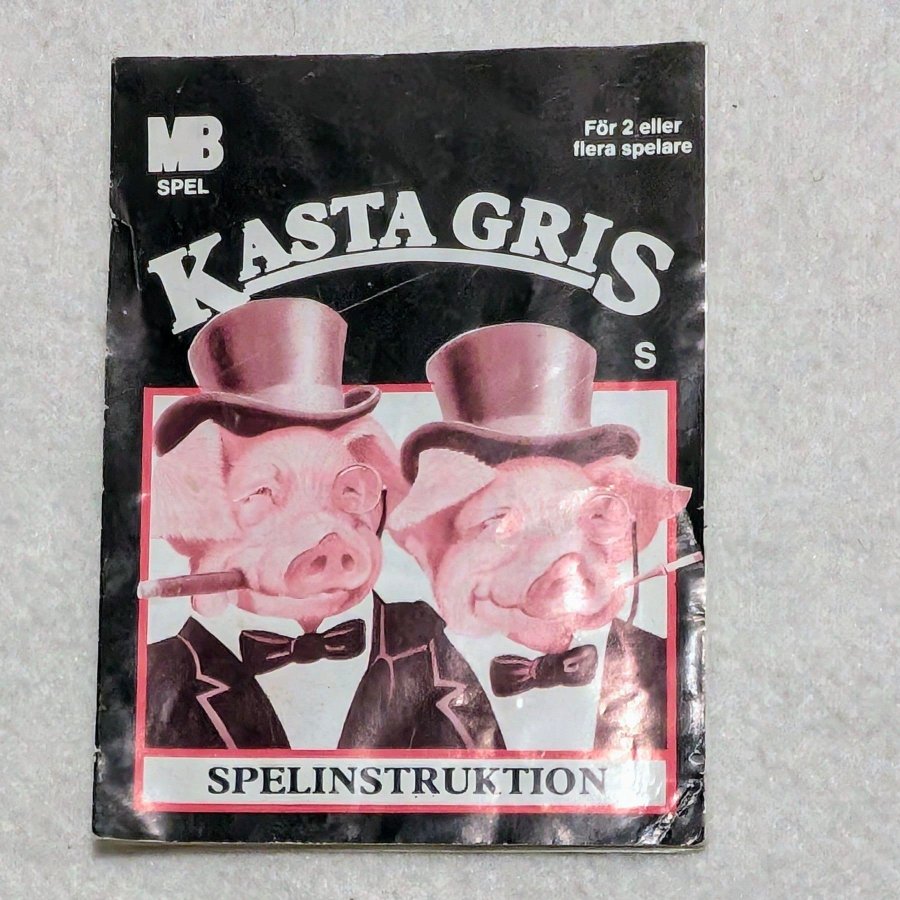 MB
SPEL
För 2 eller
flera spelare
KASTA GRIS
S
SPELINSTRUKTION